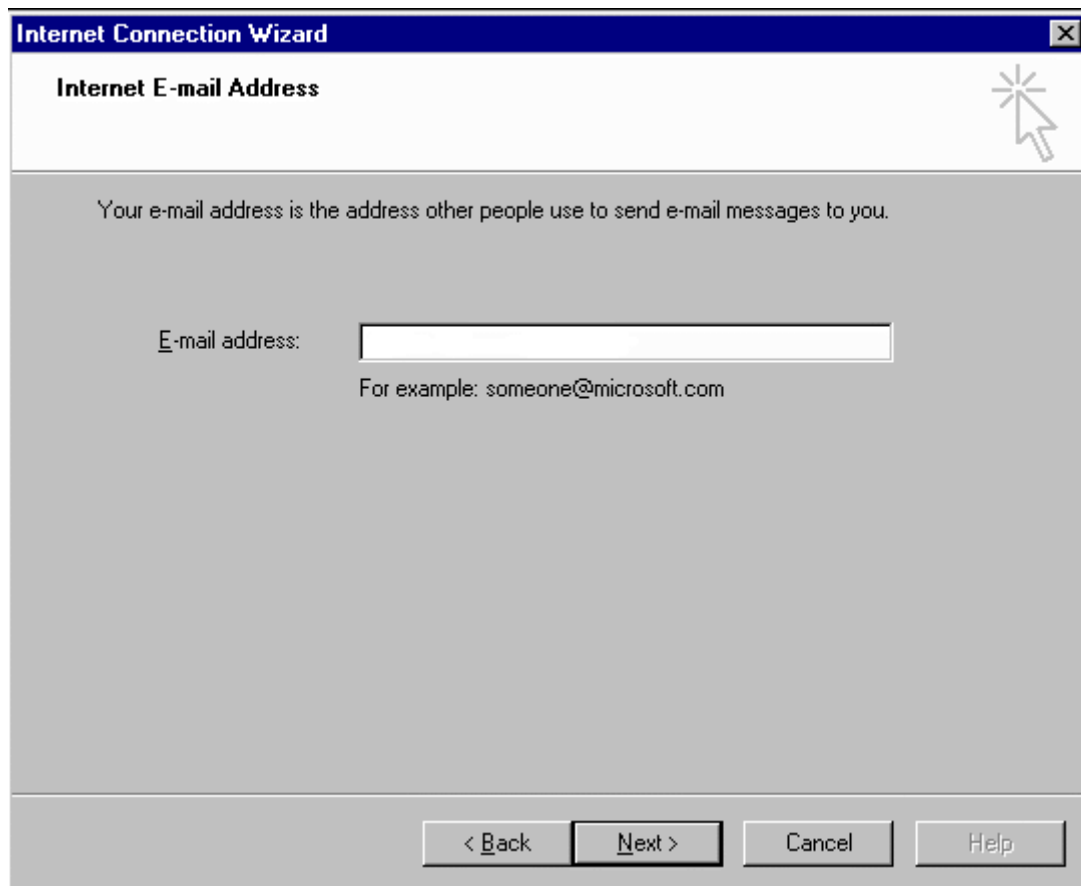 Internet Connection Wizard
Internet E-mail Address
Your e-mail address is the address other people use to send e-mail messages to you.
E-mail address:
For example: someone@microsoft.com
< Back Next > Cancel Help